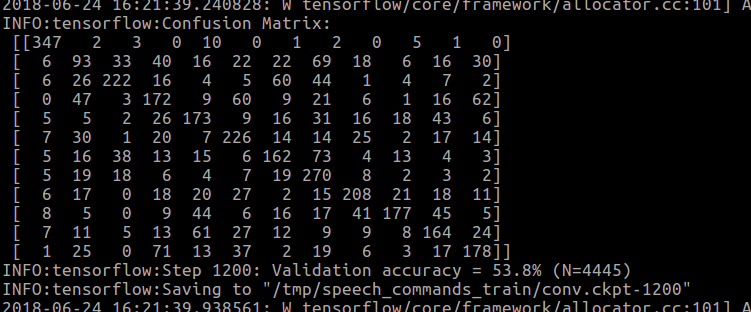 2018-06-24 16:21:39.240828: W tensorflow/core/framework/allocator.cc:101] A
INFO:tensorflow:Confusion Matrix:
[[347 2 3 0 10 0 1 2 0 5 1 0]
[ 6 93 33 40 16 22 22 69 18 6 16 30]
[ 6 26 222 16 4 5 60 44 1 4 7 2]
[ 0 47 3 172 9 60 9 21 6 1 16 62]
[ 5 5 2 26 173 9 16 31 16 18 43 6]
[ 7 30 1 20 7 226 14 14 25 2 17 14]
[ 5 16 38 13 15 6 162 73 4 13 4 3]
[ 5 19 18 6 4 7 19 270 8 2 3 2]
[ 6 17 0 18 20 27 2 15 208 21 18 11]
[ 8 5 0 9 44 6 16 17 41 177 45 5]
[ 7 11 5 13 61 27 12 9 9 8 164 24]
[ 1 25 0 71 13 37 2 19 6 3 17 178]]
INFO:tensorflow:Step 1200: Validation accuracy = 53.8% (N=4445)
INFO:tensorflow:Saving to "/tmp/speech_commands_train/conv.ckpt-1200"
2018-06-24 16:21:39.938561: W tensorflow/core/framework/allocator.cc:101] A